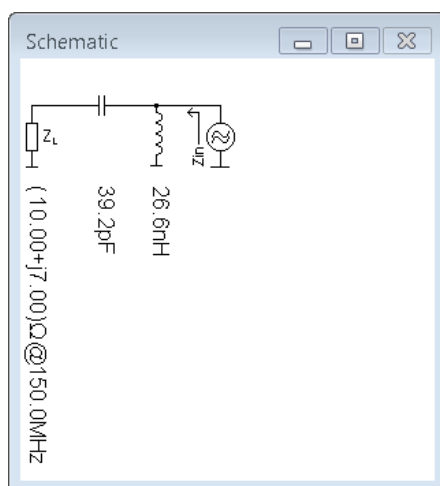 Schematic
ZL
Zin
26.6nH
39.2pF
(10.00+j7.00)Ω@150.0MHz